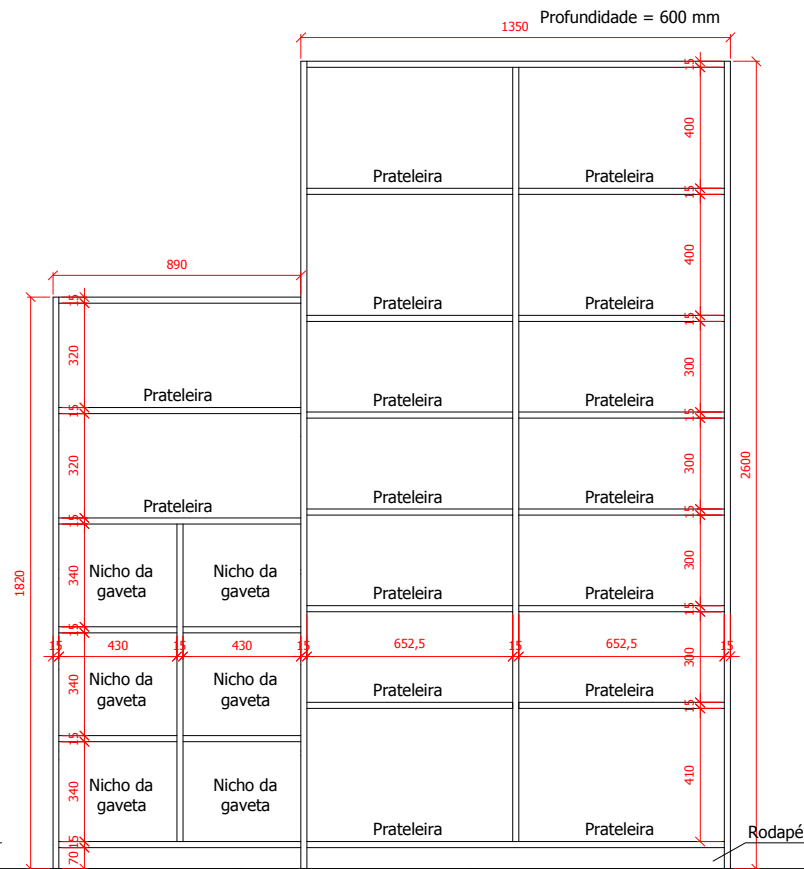 Profundidade = 600 mm
1350
15
400
Prateleira
Prateleira
15
400
890
Prateleira
Prateleira
15
15
320
300
Prateleira
Prateleira
Prateleira
15
15
320
300
2600
Prateleira
Prateleira
Prateleira
15
15
340
Nicho da
gaveta
Nicho da
gaveta
300
1820
Prateleira
Prateleira
15
15
15
430
15
430
15
652,5
15
652,5
15
300
340
Nicho da
gaveta
Nicho da
gaveta
Prateleira
Prateleira
15
15
340
Nicho da
gaveta
Nicho da
gaveta
410
Prateleira
Prateleira
Rodapé
15
70